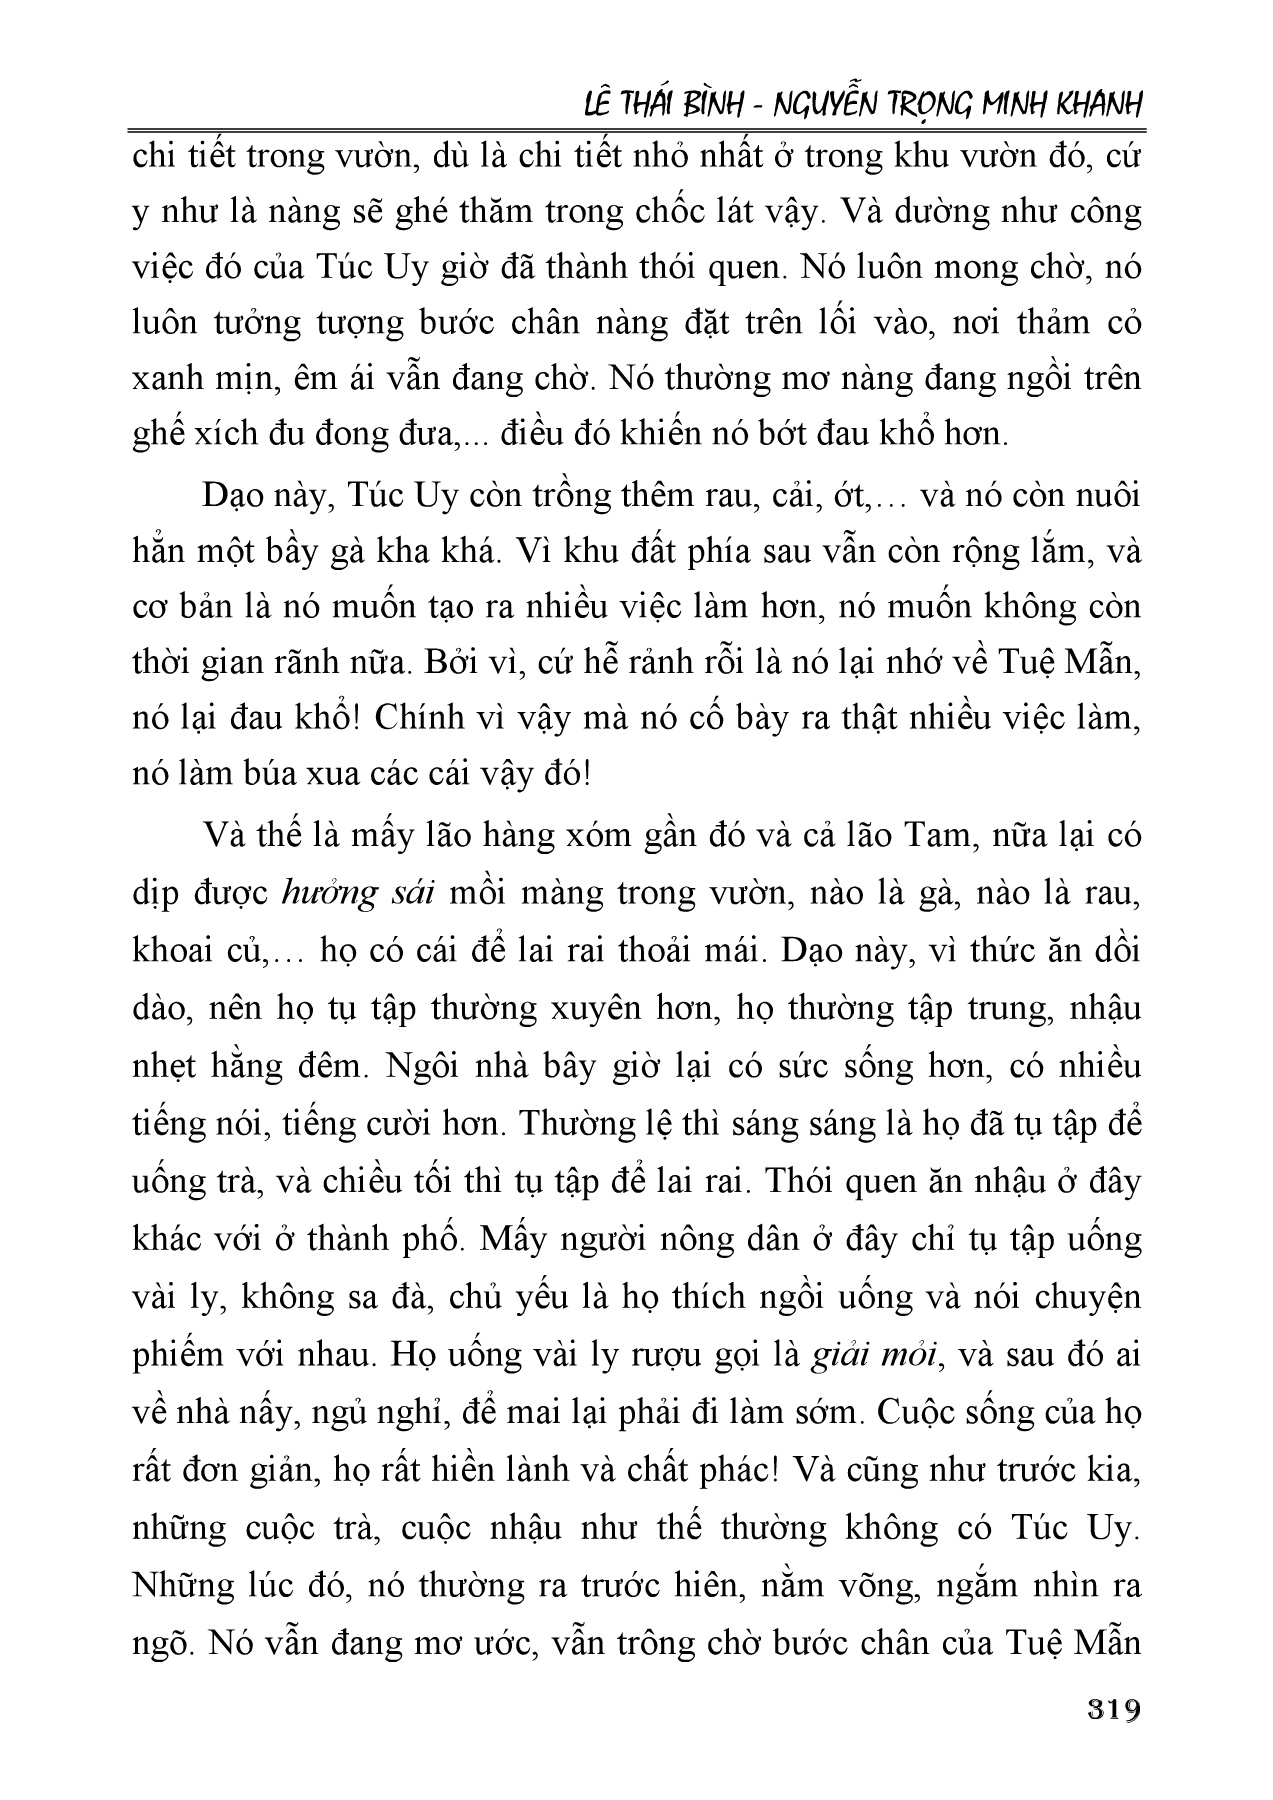 LÊ THÁI BÌNH - NGUYỄN TRỌNG MINH KHANH
chi tiết trong vườn, dù là chi tiết nhỏ nhất ở trong khu vườn đó, cứ
y như là nàng sẽ ghé thăm trong chốc lát vậy. Và dường như công
việc đó của Túc Uy giờ đã thành thói quen. Nó luôn mong chờ, nó
luôn tưởng tượng bước chân nàng đặt trên lối vào, nơi thảm cỏ
xanh mịn, êm ái vẫn đang chờ. Nó thường mơ nàng đang ngồi trên
ghế xích đu đong đưa,... điều đó khiến nó bớt đau khổ hơn.
Dạo này, Túc Uy còn trồng thêm rau, cải, ớt,… và nó còn nuôi
hẳn một bầy gà kha khá. Vì khu đất phía sau vẫn còn rộng lắm, và
cơ bản là nó muốn tạo ra nhiều việc làm hơn, nó muốn không còn
thời gian rãnh nữa. Bởi vì, cứ hễ rảnh rỗi là nó lại nhớ về Tuệ Mẫn,
nó lại đau khổ! Chính vì vậy mà nó cố bày ra thật nhiều việc làm,
nó làm búa xua các cái vậy đó!
Và thế là mấy lão hàng xóm gần đó và cả lão Tam, nữa lại có
dịp được hưởng sái mồi màng trong vườn, nào là gà, nào là rau,
khoai củ,… họ có cái để lai rai thoải mái. Dạo này, vì thức ăn dồi
dào, nên họ tụ tập thường xuyên hơn, họ thường tập trung, nhậu
nhẹt hằng đêm. Ngôi nhà bây giờ lại có sức sống hơn, có nhiều
tiếng nói, tiếng cười hơn. Thường lệ thì sáng sáng là họ đã tụ tập để
uống trà, và chiều tối thì tụ tập để lai rai. Thói quen ăn nhậu ở đây
khác với ở thành phố. Mấy người nông dân ở đây chỉ tụ tập uống
vài ly, không sa đà, chủ yếu là họ thích ngồi uống và nói chuyện
phiếm với nhau. Họ uống vài ly rượu gọi là giải mỏi, và sau đó ai
về nhà nấy, ngủ nghỉ, để mai lại phải đi làm sớm. Cuộc sống của họ
rất đơn giản, họ rất hiền lành và chất phác! Và cũng như trước kia,
những cuộc trà, cuộc nhậu như thế thường không có Túc Uy.
Những lúc đó, nó thường ra trước hiên, nằm võng, ngắm nhìn ra
ngõ. Nó vẫn đang mơ ước, vẫn trông chờ bước chân của Tuệ Mẫn
319